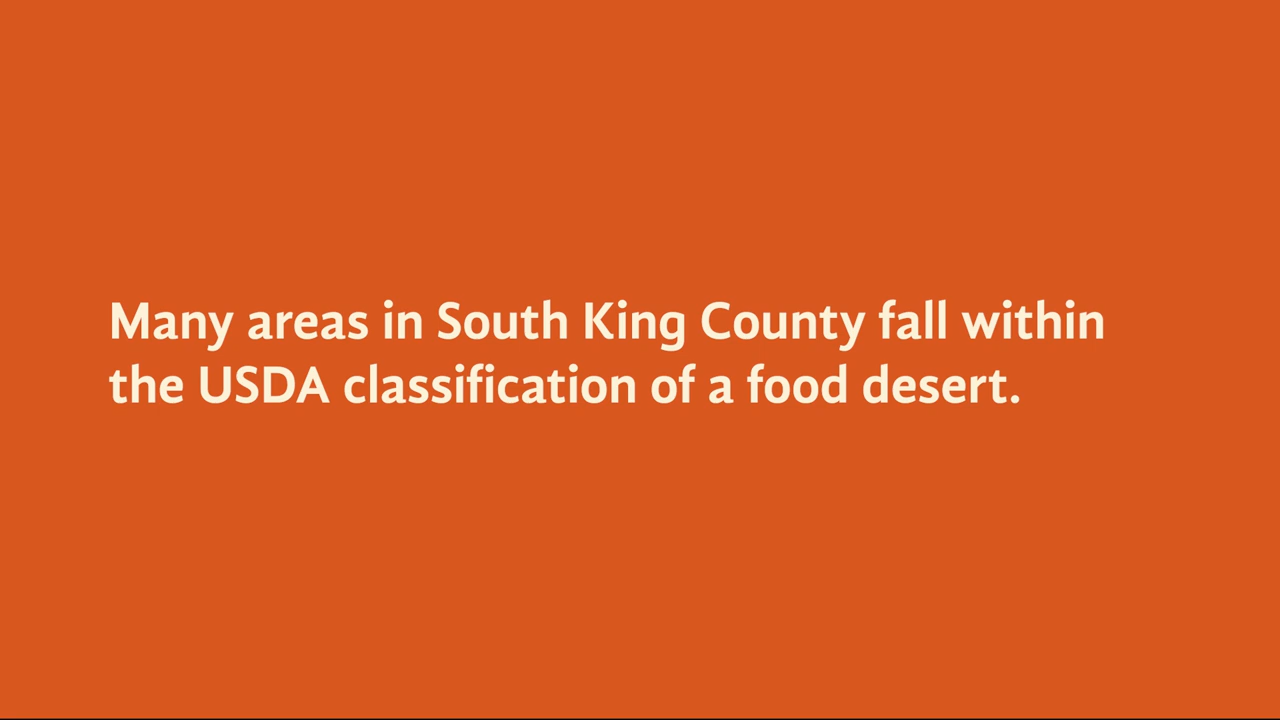 Many areas in South King County fall within
the USDA classification of a food desert.